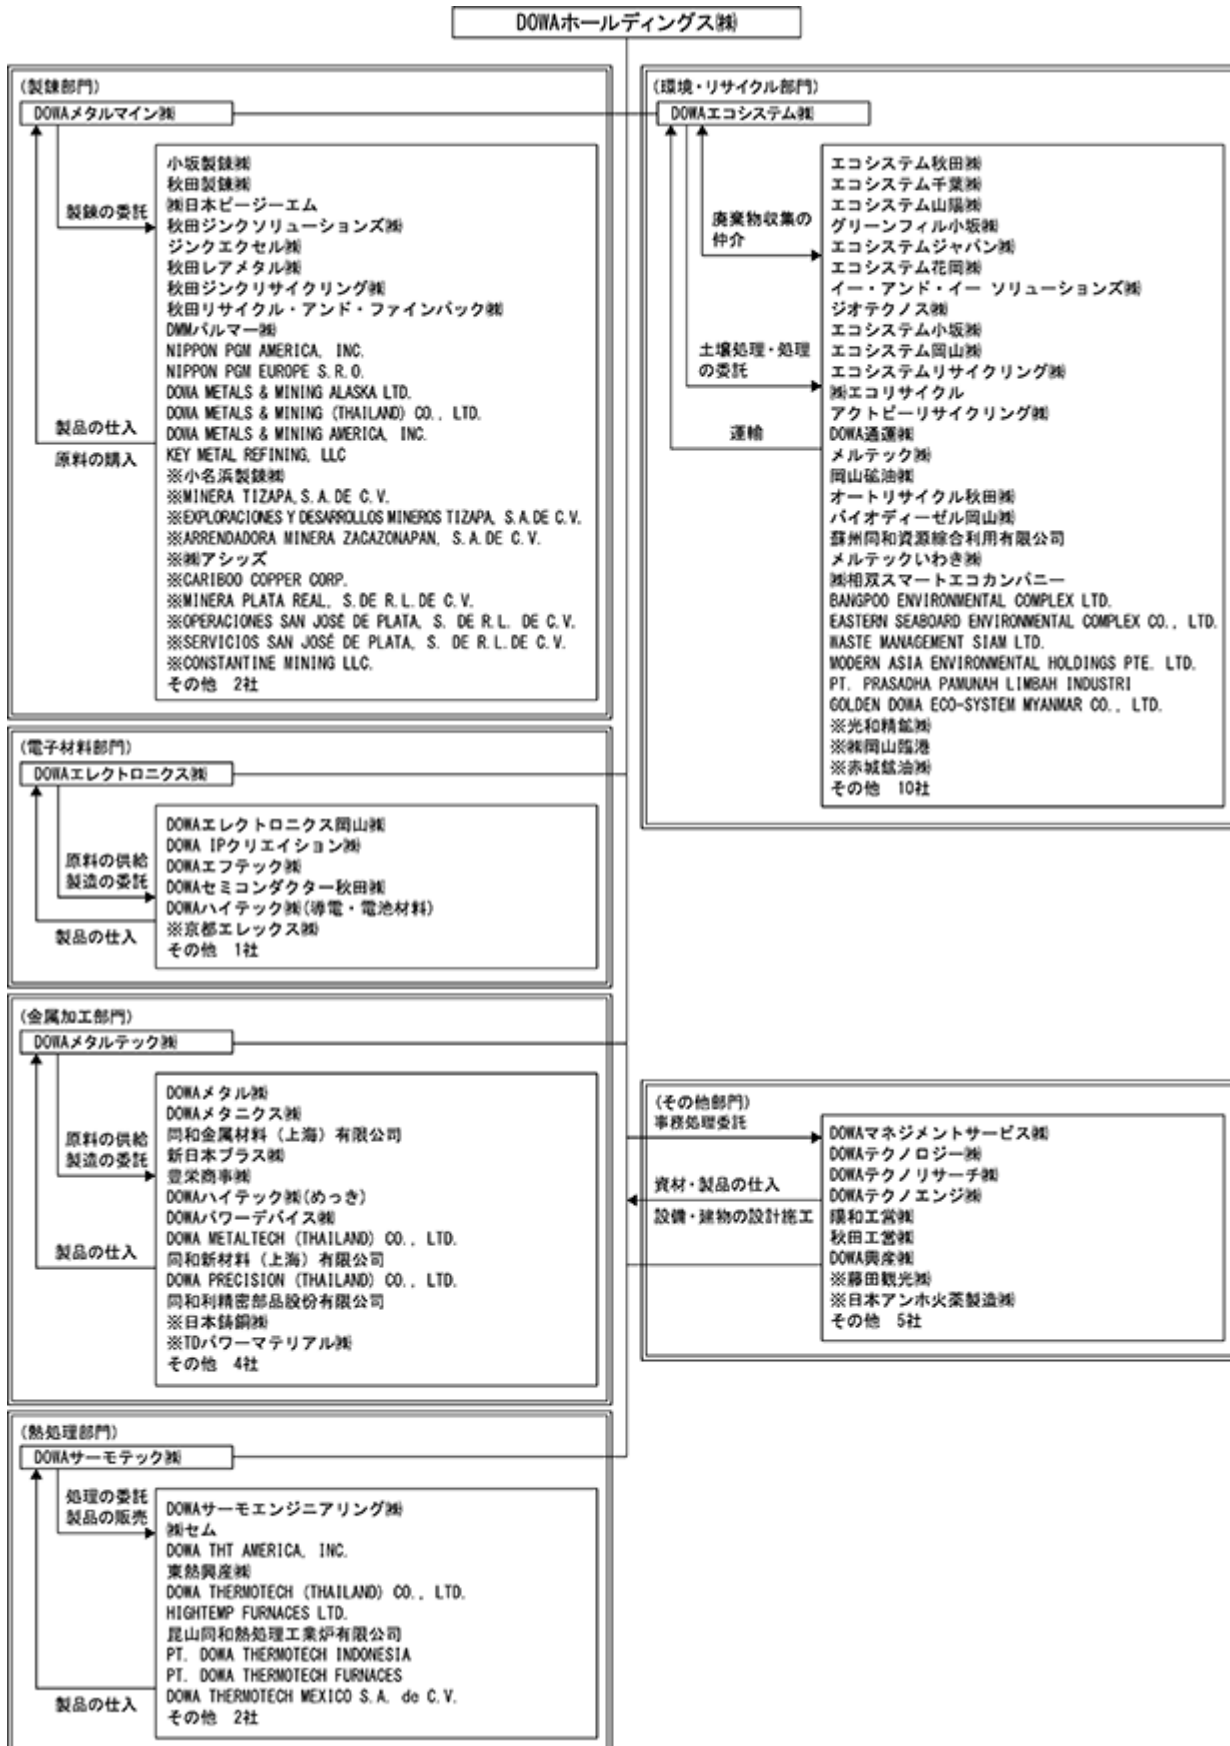 DOWAホールディングス㈱
(製錬部門)
DOWAメタルマイン㈱
製錬の委託
製品の仕入
原料の購入
小坂製錬㈱
秋田製錬㈱
㈱日本ピージーエム
秋田ジンクソリューションズ㈱
ジンクエクセル㈱
秋田レアメタル㈱
秋田ジンクリサイクリング㈱
秋田リサイクル・アンド・ファインパック㈱
DMMパルマー㈱
NIPPON PGM AMERICA, INC.
NIPPON PGM EUROPE S.R.O.
DOWA METALS & MINING ALASKA LTD.
DOWA METALS & MINING (THAILAND) CO., LTD.
DOWA METALS & MINING AMERICA, INC.
KEY METAL REFINING, LLC
※小名浜製錬㈱
※MINERA TIZAPA,S.A.DE C.V.
※EXPLORACIONES Y DESARROLLOS MINEROS TIZAPA, S.A.DE C.V.
※ARRENDADORA MINERA ZACAZONAPAN, S.A.DE C.V.
※㈱アシッズ
※CARIBOO COPPER CORP.
※MINERA PLATA REAL, S.DE R.L.DE C.V.
※OPERACIONES SAN JOSÉ DE PLATA, S. DE R.L. DE C.V.
※SERVICIOS SAN JOSÉ DE PLATA, S. DE R.L.DE C.V.
※CONSTANTINE MINING LLC.
その他 2社
(環境・リサイクル部門)
DOWAエコシステム㈱
廃棄物収集の
仲介
土壌処理・処理
の委託
運輸
エコシステム秋田㈱
エコシステム千葉㈱
エコシステム山陽㈱
グリーンフィル小坂㈱
エコシステムジャパン㈱
エコシステム花岡㈱
イー・アンド・イー ソリューションズ㈱
ジオテクノス㈱
エコシステム小坂㈱
エコシステム岡山㈱
エコシステムリサイクリング㈱
㈱エコリサイクル
アクトビーリサイクリング㈱
DOWA通運㈱
メルテック㈱
岡山砿油㈱
オートリサイクル秋田㈱
バイオディーゼル岡山㈱
蘇州同和資源綜合利用有限公司
メルテックいわき㈱
㈱相双スマートエコカンパニー
BANGPOO ENVIRONMENTAL COMPLEX LTD.
EASTERN SEABOARD ENVIRONMENTAL COMPLEX CO., LTD.
WASTE MANAGEMENT SIAM LTD.
MODERN ASIA ENVIRONMENTAL HOLDINGS PTE. LTD.
PT. PRASADHA PAMUNAH LIMBAH INDUSTRI
GOLDEN DOWA ECO-SYSTEM MYANMAR CO., LTD.
※光和精鉱㈱
※㈱岡山臨港
※赤城鉱油㈱
その他 10社
(電子材料部門)
DOWAエレクトロニクス㈱
原料の供給
製造の委託
製品の仕入
DOWAエレクトロニクス岡山㈱
DOWA IPクリエイション㈱
DOWAエフテック㈱
DOWAセミコンダクター秋田㈱
DOWAハイテック㈱(導電・電池材料)
※京都エレックス㈱
その他 1社
(金属加工部門)
DOWAメタルテック㈱
原料の供給
製造の委託
製品の仕入
DOWAメタル㈱
DOWAメタニクス㈱
同和金属材料(上海)有限公司
新日本ブラス㈱
豊栄商事㈱
DOWAハイテック㈱(めっき)
DOWAパワーデバイス㈱
DOWA METALTECH (THAILAND) CO., LTD.
同和新材料(上海)有限公司
DOWA PRECISION (THAILAND) CO., LTD.
同和利精密部品股份有限公司
※日本鋳銅㈱
※TDパワーマテリアル㈱
その他 4社
(その他部門)
事務処理委託
資材・製品の仕入
設備・建物の設計施工
DOWAマネジメントサービス㈱
DOWAテクノロジー㈱
DOWAテクノリサーチ㈱
DOWAテクノエンジ㈱
陽和工営㈱
秋田工営㈱
DOWA興産㈱
※藤田観光㈱
※日本アンホ火薬製造㈱
その他 5社
(熱処理部門)
DOWAサーモテック㈱
処理の委託
製品の販売
製品の仕入
DOWAサーモエンジニアリング㈱
㈱セム
DOWA THT AMERICA, INC.
東熱興産㈱
DOWA THERMOTECH (THAILAND) CO., LTD.
HIGHTEMP FURNACES LTD.
昆山同和熱処理工業炉有限公司
PT. DOWA THERMOTECH INDONESIA
PT. DOWA THERMOTECH FURNACES
DOWA THERMOTECH MEXICO S.A. de C.V.
その他 2社